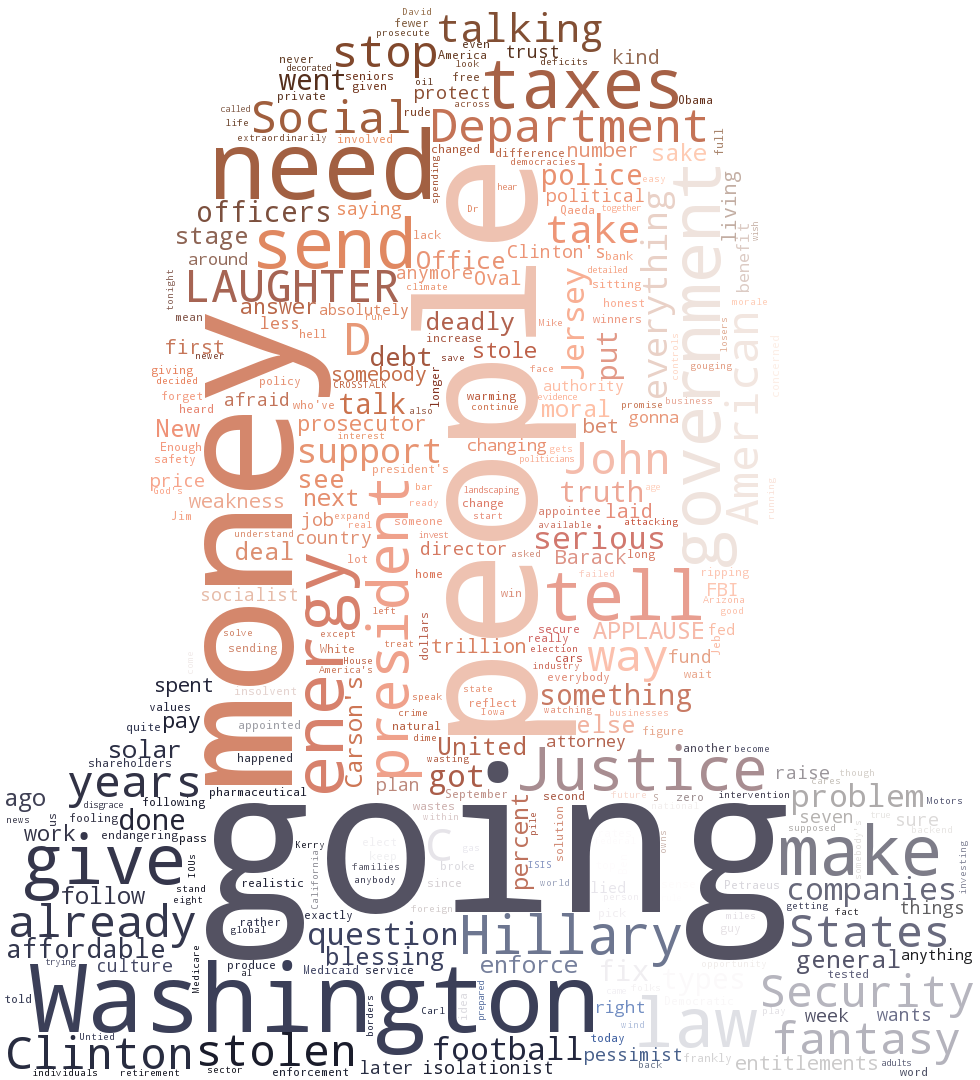 David
fewer
prosecute
talking
never
decorated
stop
even
America
look
trust
deficits
kind
went
seniors
given
oil
free
protect
across
taxes
Obama
private
called
life
Social
rude
Department
extraordinarily
involved
changed
difference
democracies
number
sake
full
need
spending
people
hear
easy
police
political
officers
saying
Dr
Qaeda
together
everything
government
living
wish
stage
around
send
lack
take
Office
Clinton's
bank
benefit
tonight
LAUGHTER
anymore
climate
Oval
detailed
sitting
mean
answer
absolutely
run
honest
winners
morale
less
hell
D
deadly
increase
Mike
Jersey
put
controls
losers
American
gouging
concerned
first
newer
debt
save
stole
giving
decided
policy
somebody
CROSSTALK
longer
face
evidence
authority
business
forget
heard
money
afraid
who've
talk
also
warming
continue
moral
promise
gonna
New
prosecutor
interest
bet
Enough
safety
support
changing
gets
politicians
John
price
God's
see
president's
landscaping
age
running
weakness
next
bar
ready
change
start
appointee
truth
laid
Jim
job
expand
real
someone
invest
available
attacking
understand
country
deal
lot
director
asked
serious
Barack
long
ripping
socialist
energy
president
home
win
tell
failed
FBI
Arizona
good
solve
sending
left
except
treat
dollars
trillion
secure
really
election
APPLAUSE
fed
Jeb
come
White
House
America's
industry
cars
everybody
way
fund
wait
spent
insolvent
Carson's
speak
state
reflect
Iowa
watching
something
values
quite
pay
appointed
crime
natural
dime
businesses
else
figure
solar
shareholders
happened
wasting
United
attorney
another
become
years
plan
got
Justice
raise
though
cares
ago
news
disgrace
following
pharmaceutical
September
second
future
s
zero
national
intervention
problem
Motors
us
fooling
done
going
wastes
within
percent
pile
solution
seven
true
sure
supposed
backend
work
endangering
pass
IOUs
Kerry
elect
keep
C
gas
owns
make
somebody's
investing
give
families
anybody
broke
ISIS
stand
eight
realistic
California
since
world
lied
person
Petraeus
companies
follow
getting
fact
things
already
rather
global
exactly
foreign
pick
miles
guy
question
Hillary
States
affordable
blessing
general
anything
trying
culture
Medicare
produce
al
Medicaid
service
enforce
fix
types
opportunity
tested
told
Washington
borders
Carl
idea
prepared
came
folks
democratic
right
law
play
Security
week
wants
wind
Clinton
Untied
stolen
football
today
pessimist
back
frankly
fantasy
entitlements
adults
individuals
retirement
sector
enforcement
later
isolationist
word